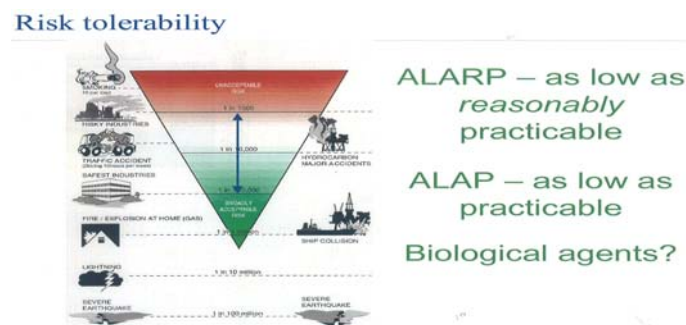 Risk tolerability
SMOKING
RISKY INDUSTRIES
TRAFFIC ACCIDENT
SAFEST INDUSTRIES
FIRE / EXPLOSION AT HOME (GAS)
LIGHTNING
SEVERE
EARTHQUAKE
UNACCEPTABLE
RISK
1 in 1000
1 in 10,000
BROADLY
ACCEPTABLE
RISK
1 in 10 million
1 in 100 million
HYDROCARBON
MAJOR ACCIDENTS
SHIP COLLISION
SEVERE
EARTHQUAKE
ALARP – as low as
reasonably
practicable
ALAP – as low as
practicable
Biological agents?